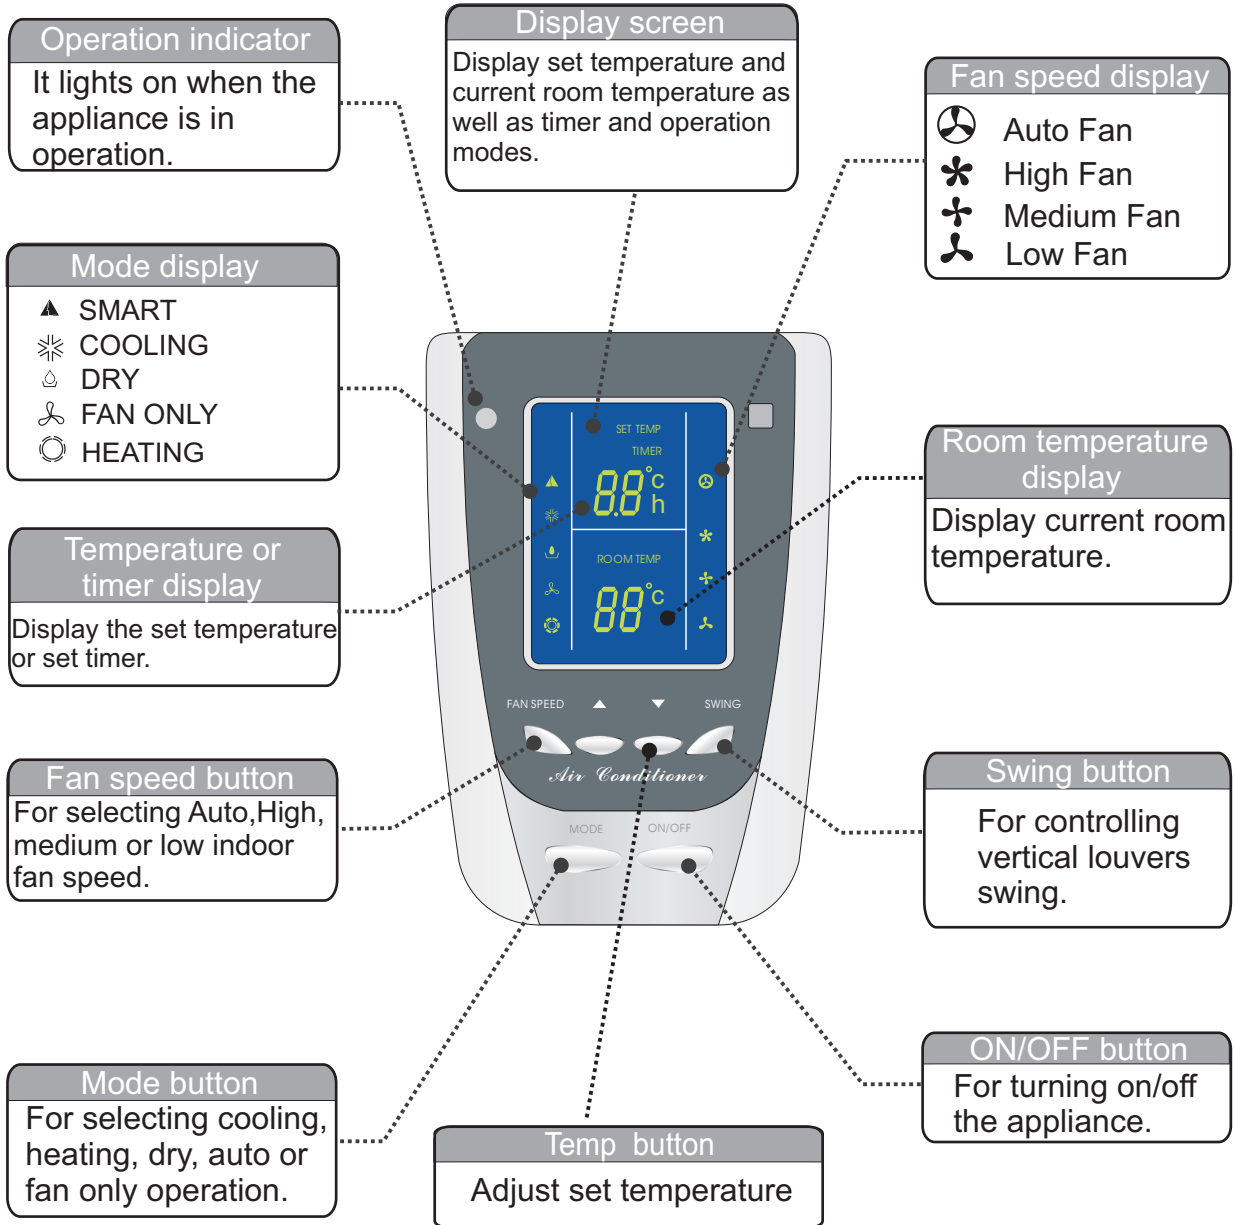 Operation indicator
It lights on when the
appliance is in
operation.
Display screen
Display set temperature and
current room temperature as
well as timer and operation
modes.
Fan speed display
Auto Fan
High Fan
Medium Fan
Low Fan
Mode display
SMART
COOLING
DRY
FAN ONLY
HEATING
Temperature or
timer display
Display the set temperature
or set timer.
SET TEMP
TIMER
8.8°C
h
ROOM TEMP
88°C
Room temperature
display
Display current room
temperature.
FAN SPEED
SWING
Air Conditioner
MODE
ON/OFF
Fan speed button
For selecting Auto,High,
medium or low indoor
fan speed.
Swing button
For controlling
vertical louvers
swing.
Mode button
For selecting cooling,
heating, dry, auto or
fan only operation.
Temp button
Adjust set temperature
ON/OFF button
For turning on/off
the appliance.